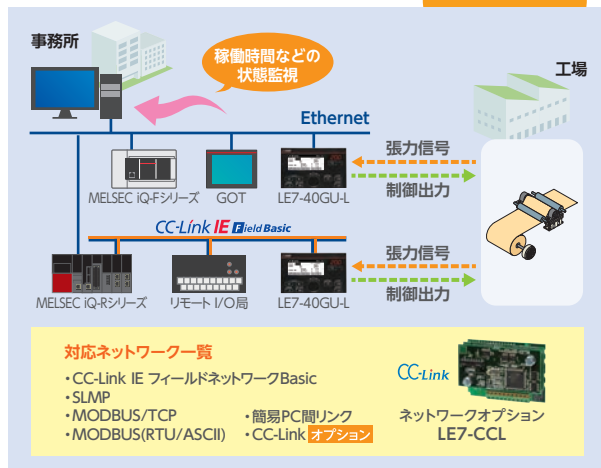 事務所
稼働時間などの
状態監視
工場
Ethernet
張力信号
制御出力
MELSEC iQ-Fシリーズ
GOT
LE7-40GU-L
CC-Link IE Field Basic
張力信号
制御出力
MELSEC iQ-Rシリーズ
リモート I/O局
LE7-40GU-L
対応ネットワーク一覧
・CC-Link IE フィールドネットワークBasic
・SLMP
・MODBUS/TCP
・簡易PC間リンク
・MODBUS(RTU/ASCII)
・CC-Link オプション
CC-Link
ネットワークオプション
LE7-CCL